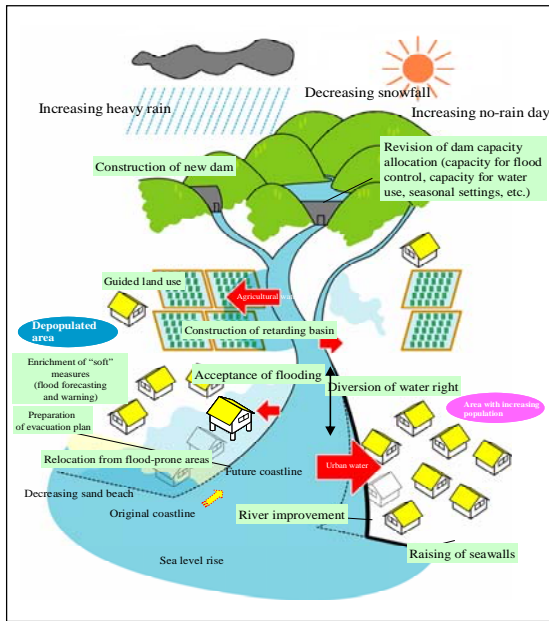 Decreasing snowfall
Increasing heavy rain
Increasing no-rain day
Construction of new dam
Revision of dam capacity
allocation (capacity for flood
control, capacity for water
use, seasonal settings, etc.)
Guided land use
Agricultural wat
Depopulated
area
Construction of retarding basin
Enrichment of “soft”
measures
(flood forecasting
and warning)
Acceptance of flooding
Diversion of water right
Area with increasing
population
Preparation
of evacuation plan
Relocation from flood-prone areas
Future coastline
Urban water
Decreasing sand beach
Original coastline
River improvement
Raising of seawalls
Sea level rise